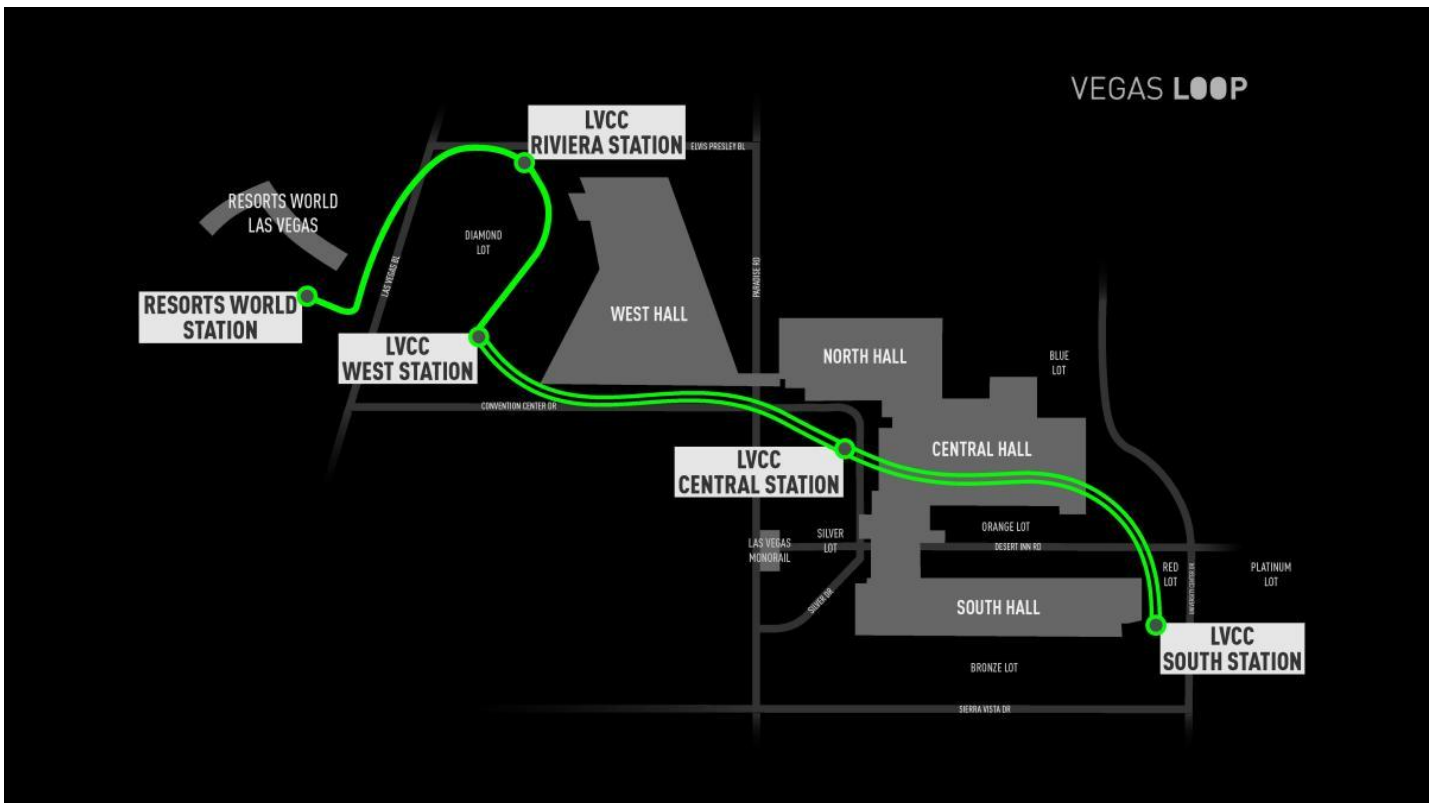 VEGAS LOOP
LVCC
RIVIERA STATION
ELVIS PRESLEY BL
RESORTS WORLD
LAS VEGAS
DIAMOND
LOT
LAS VEGAS BL
PARADISE RD
RESORTS WORLD
STATION
WEST HALL
LVCC
WEST STATION
NORTH HALL
BLUE
LOT
CONVENTION CENTER DR
LVCC
CENTRAL STATION
CENTRAL HALL
ORANGE LOT
SILVER
LOT
LAS VEGAS
MONORAIL
DESERT INN RD
RED
LOT
PLATINUM
LOT
UNIVERSITY CENTER DR
SILVER DR
SOUTH HALL
LVCC
SOUTH STATION
BRONZE LOT
SIERRA VISTA DR